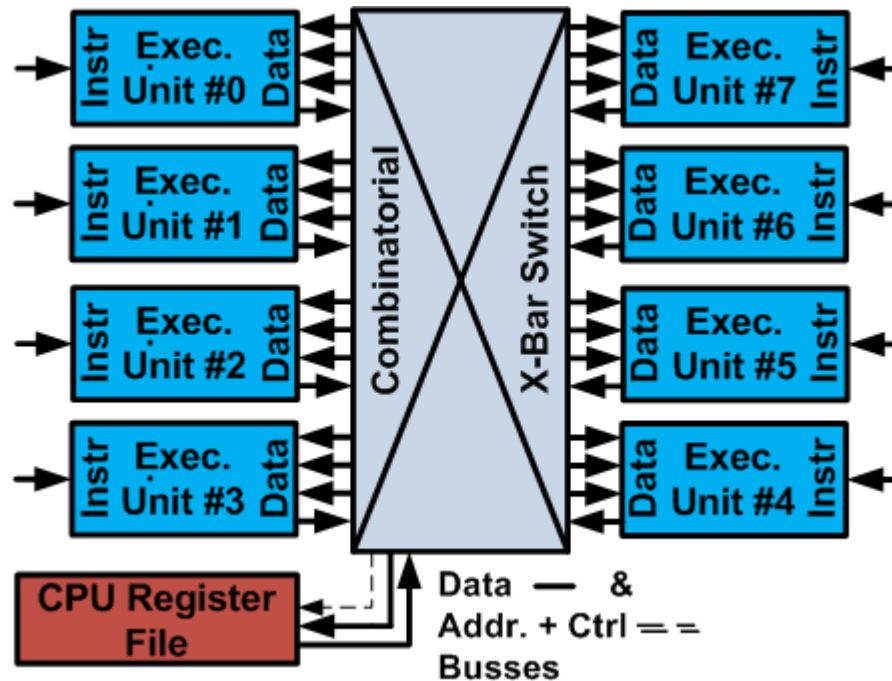 Instr
Exec.
Unit #0
Data
Instr
Exec.
Unit #1
Data
Instr
Exec.
Unit #2
Data
Instr
Exec.
Unit #3
Data
Combinatorial
X-Bar Switch
Data
Exec.
Unit #7
Instr
Data
Exec.
Unit #6
Instr
Data
Exec.
Unit #5
Instr
Data
Exec.
Unit #4
Instr
CPU Register
File
Data — &
Addr. + Ctrl = =
Busses